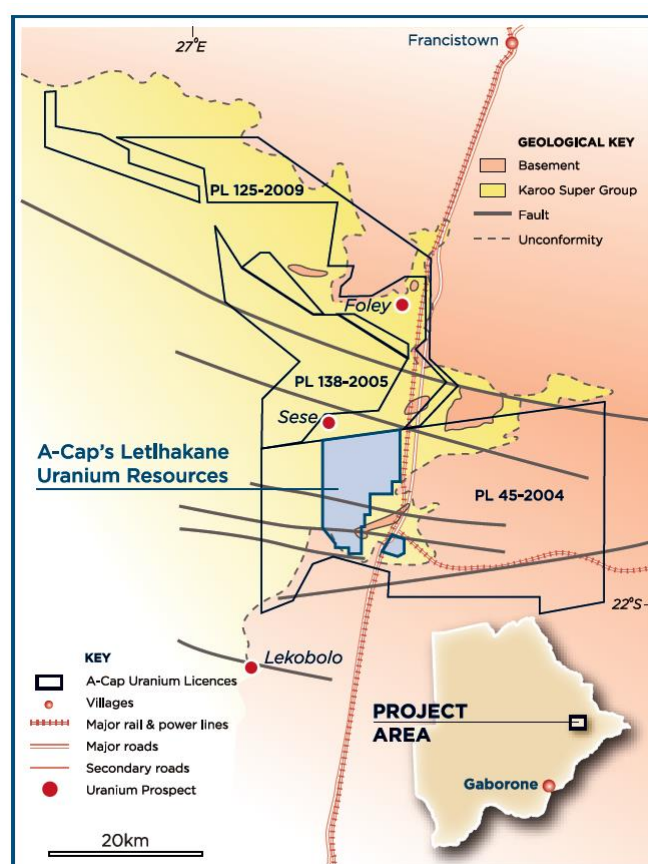 27°E
Francistown
GEOLOGICAL KEY
Basement
Karoo Super Group
Fault
Unconformity
PL 125-2009
Foley
PL 138-2005
Sese
A-Cap's Letlhakane
Uranium Resources
PL 45-2004
22°S
Lekobolo
KEY
A-Cap Uranium Licences
Villages
Major rail & power lines
Major roads
Secondary roads
Uranium Prospect
20km
PROJECT
AREA
Gaborone